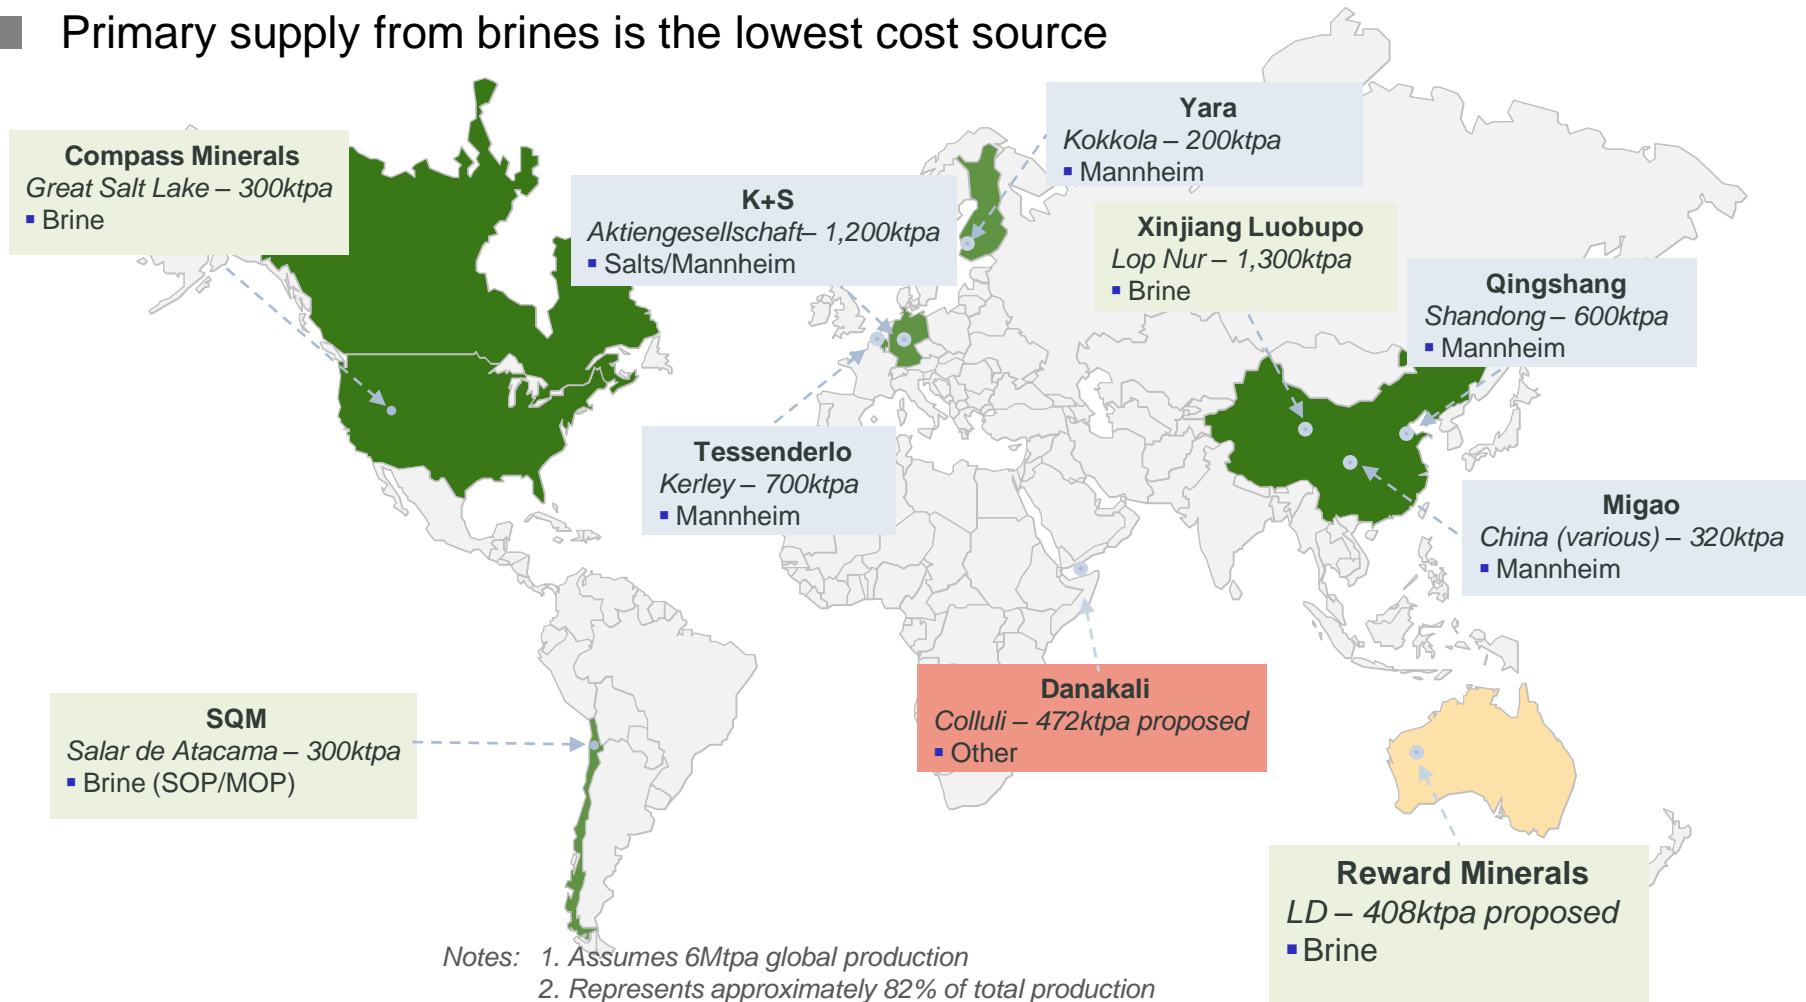 Primary supply from brines is the lowest cost source
Compass Minerals
Great Salt Lake – 300ktpa
▪ Brine
K+S
Aktiengesellschaft– 1,200ktpa
▪ Salts/Mannheim
Yara
Kokkola – 200ktpa
▪ Mannheim
Xinjiang Luobupo
Lop Nur – 1,300ktpa
▪ Brine
Qingshang
Shandong – 600ktpa
▪ Mannheim
Tessenderlo
Kerley – 700ktpa
▪ Mannheim
Migao
China (various) – 320ktpa
▪ Mannheim
Danakali
Colluli – 472ktpa proposed
▪ Other
SQM
Salar de Atacama – 300ktpa
▪ Brine (SOP/MOP)
Reward Minerals
LD – 408ktpa proposed
▪ Brine
Notes: 1. Assumes 6Mtpa global production
2. Represents approximately 82% of total production